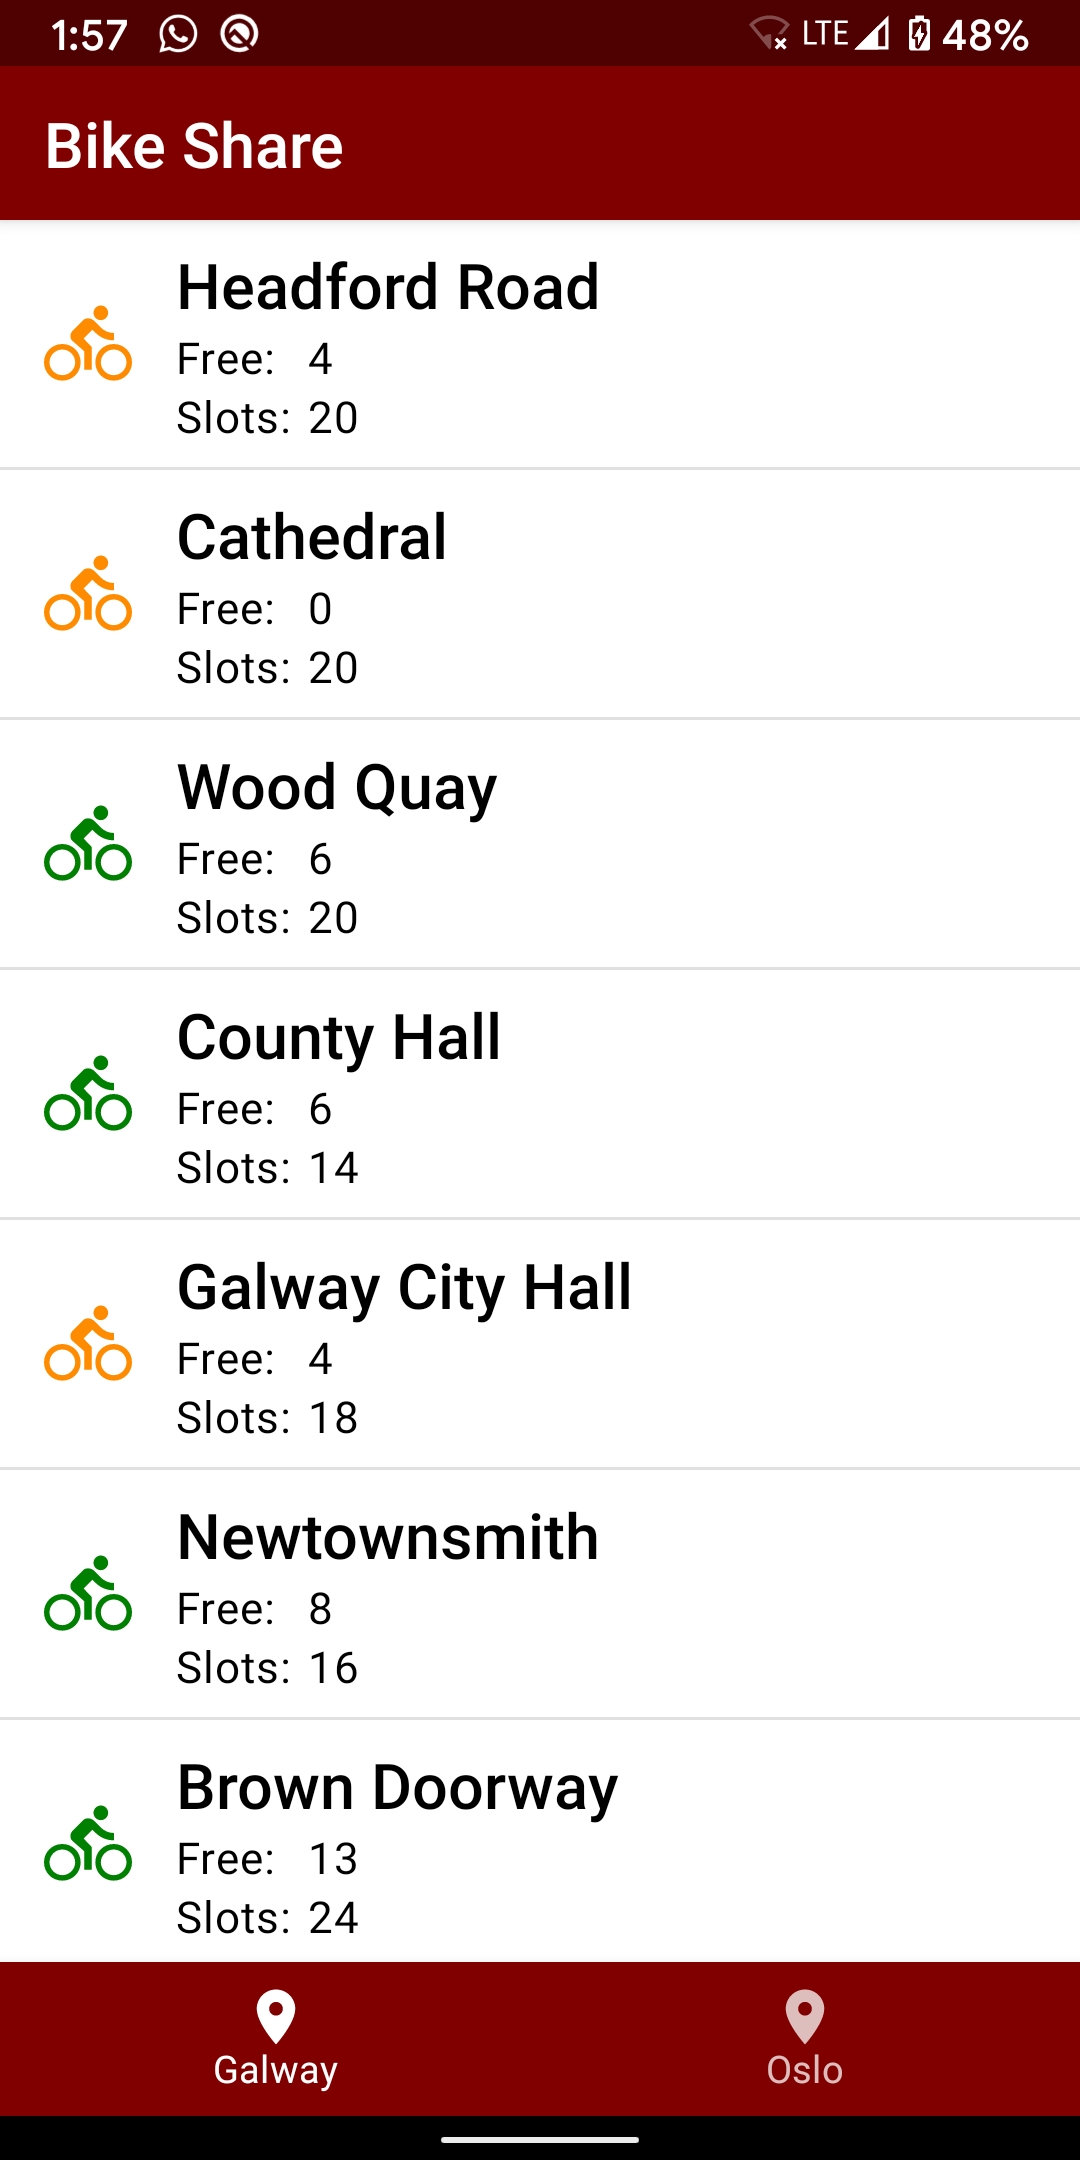 1:57 LTE 48%
Bike Share
Headford Road
Free: 4
Slots: 20
Cathedral
Free: 0
Slots: 20
Wood Quay
Free: 6
Slots: 20
County Hall
Free: 6
Slots: 14
Galway City Hall
Free: 4
Slots: 18
Newtownsmith
Free: 8
Slots: 16
Brown Doorway
Free: 13
Slots: 24
Galway Oslo